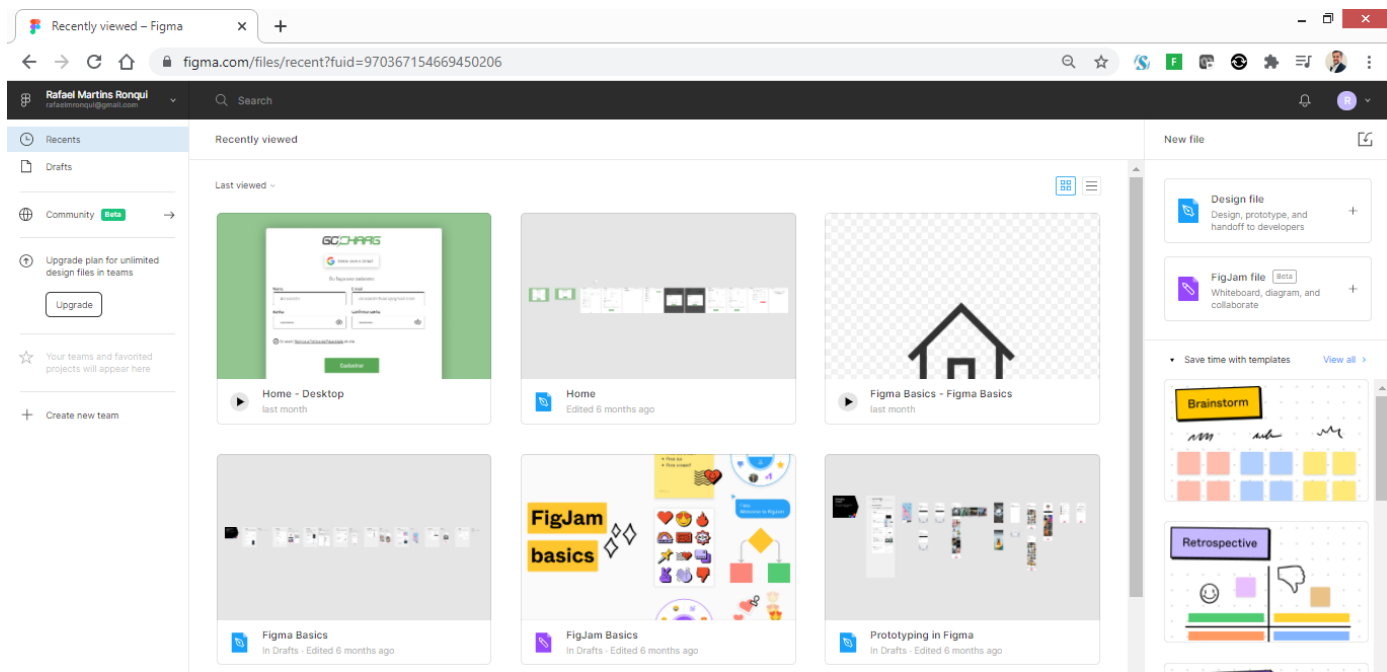 Recently viewed – Figma
figma.com/files/recent?fuid=970367154669450206
Rafael Martins Ronqui
rafaelmronqui@gmail.com
Search
R
Recents
Drafts
Community Beta
Upgrade plan for unlimited
design files in teams
Upgrade
Your teams and favorited
projects will appear here
Create new team
Recently viewed
Last viewed
Home - Desktop
last month
Home
Edited 6 months ago
Figma Basics - Figma Basics
last month
Figma Basics
In Drafts · Edited 6 months ago
FigJam
basics
FigJam Basics
In Drafts · Edited 6 months ago
Prototyping in Figma
In Drafts · Edited 6 months ago
New file
Design file
Design, prototype, and
handoff to developers
FigJam file Beta
Whiteboard, diagram, and
collaborate
Save time with templates
View all
Brainstorm
Retrospective